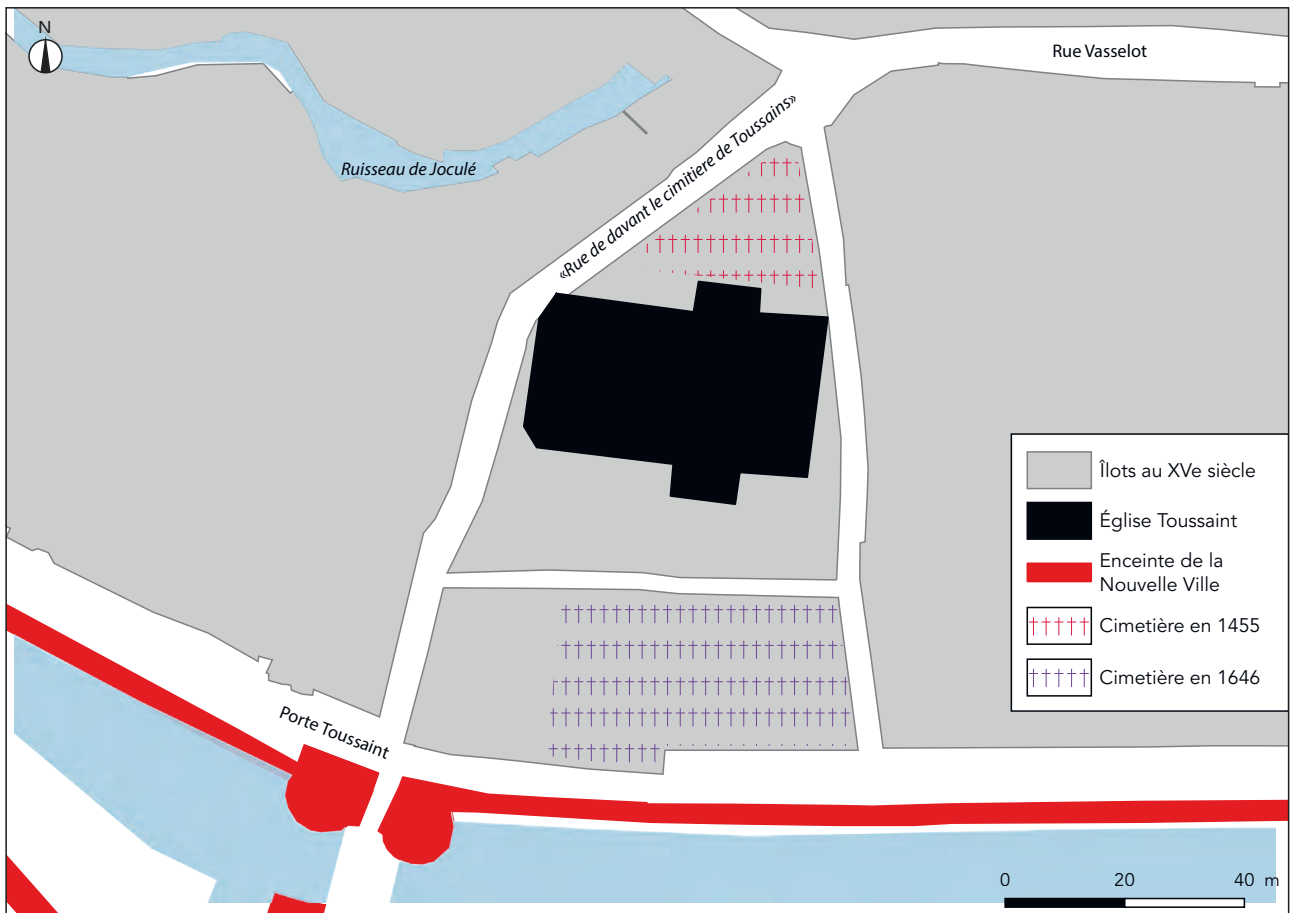 N
Rue Vasselot
«Rue de davant le cimitiere de Toussains»
Ruisseau de Joculé
Îlots au XVe siècle
Église Toussaint
Enceinte de la
Nouvelle Ville
Cimetière en 1455
Cimetière en 1646
Porte Toussaint
0 20 40 m